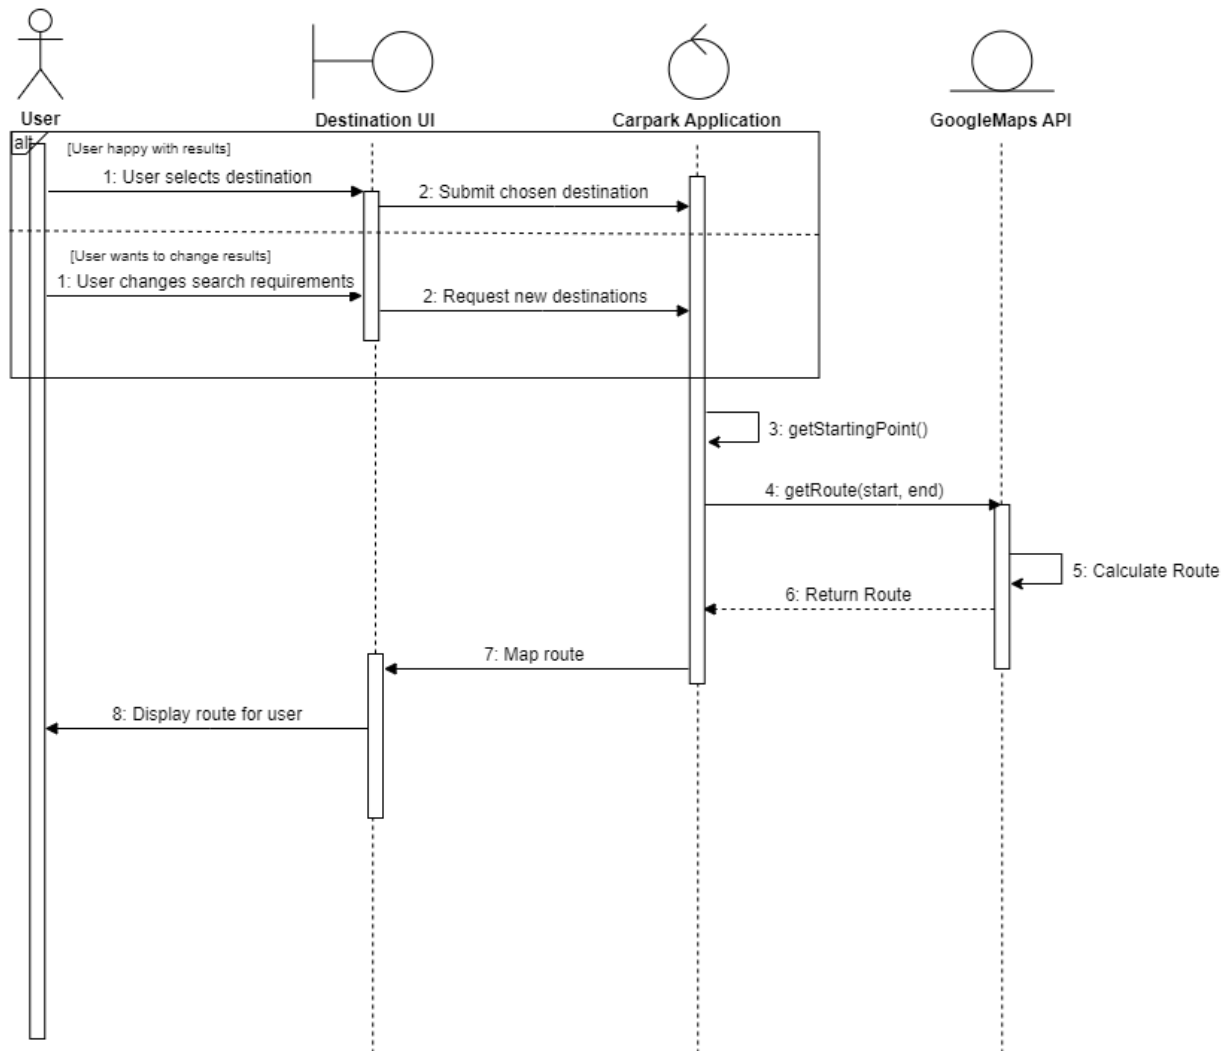 User
Destination UI
Carpark Application
GoogleMaps API
alt
[User happy with results]
1: User selects destination
2: Submit chosen destination
[User wants to change results]
1: User changes search requirements
2: Request new destinations
3: getStartingPoint()
4: getRoute(start, end)
5: Calculate Route
6: Return Route
7: Map route
8: Display route for user